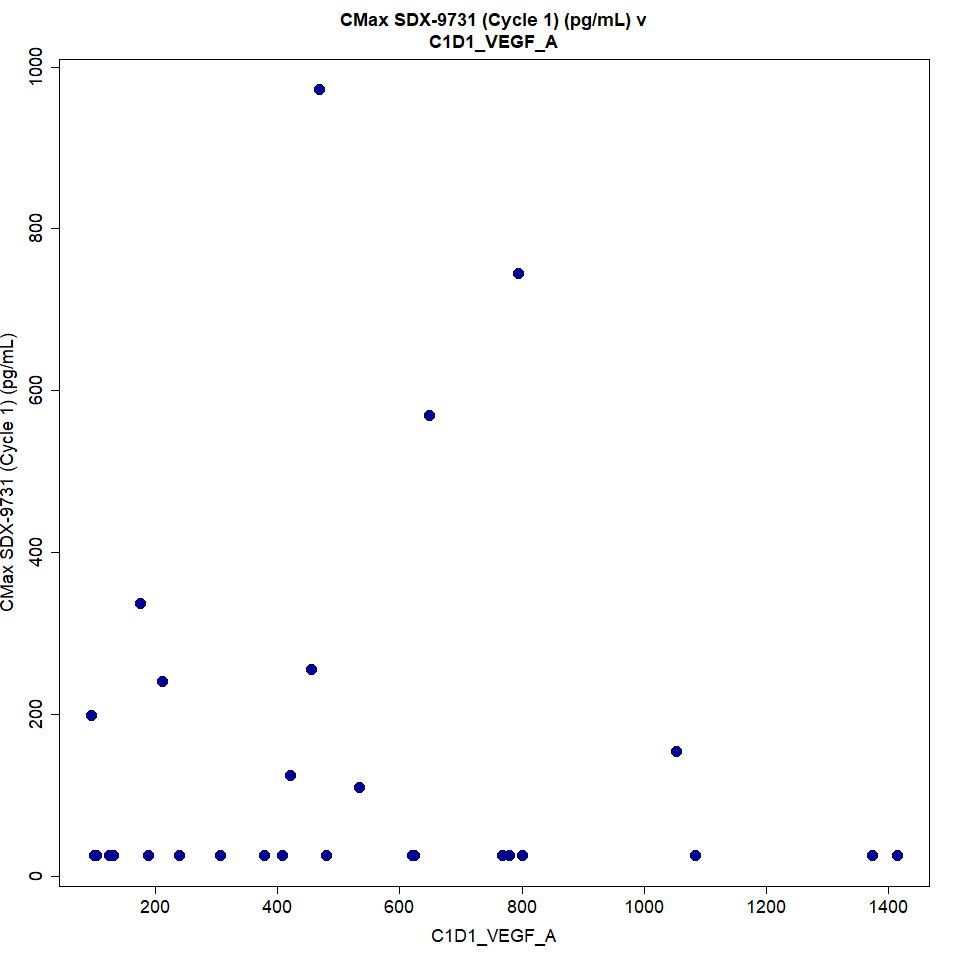 CMax SDX-9731 (Cycle 1) (pg/mL) v
C1D1_VEGF_A
1000
800
600
400
200
0
CMax SDX-9731 (Cycle 1) (pg/mL)
200 400 600 800 1000 1200 1400
C1D1_VEGF_A